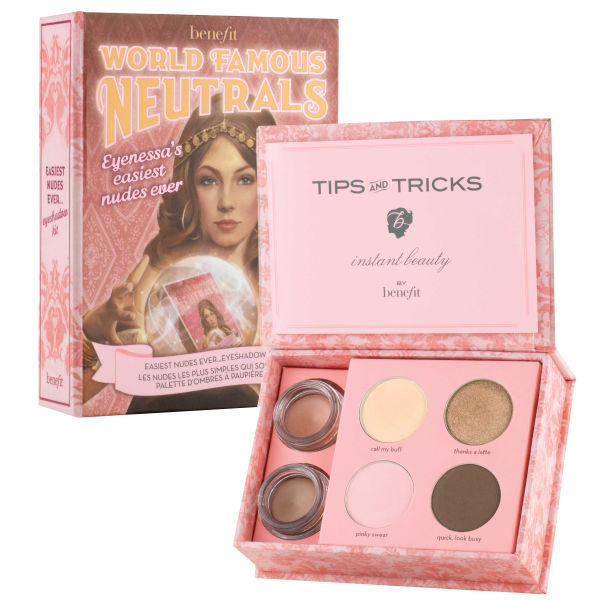 benefit
WORLD FAMOUS
NEUTRALS
Eyenessa's
easiest
nudes ever
EASIEST NUDES EVER...EYESHADOW
LES NUDES LES PLUS SIMPLES QUI SO
PALETTE D'OMBRES À PAUPIÈRE
EASIEST
NUDES
EVER...
eyeshadow
kit
benefit
TIPS AND TRICKS
b
instant beauty
BY
benefit
call my buff
thanks a latte
pinky swear
quick, look busy